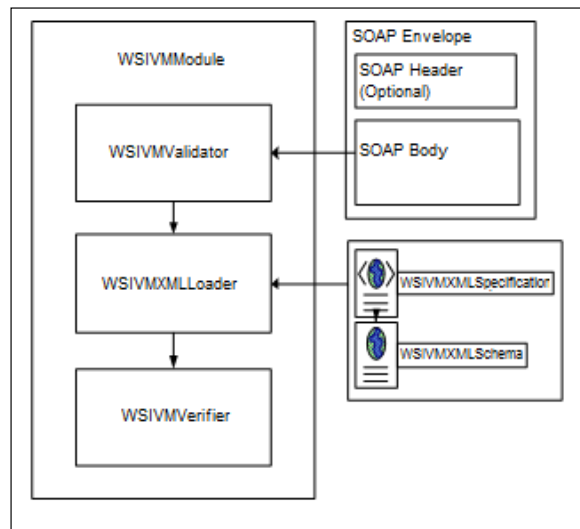 WSIVMModule
WSIVMValidator
WSIVMXMLLoader
WSIVMVerifier
SOAP Envelope
SOAP Header
(Optional)
SOAP Body
WSIVMXMLSpecification
WSIVMXMLSchema